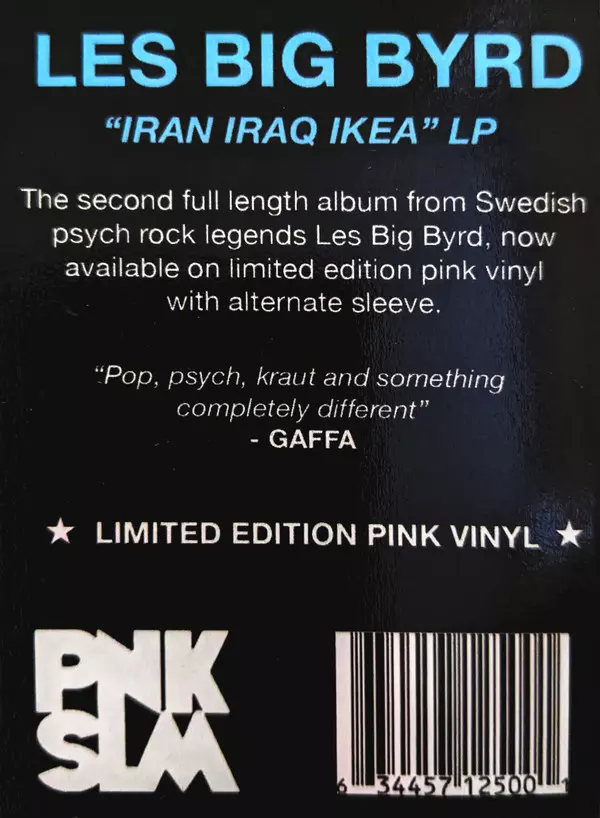 LES BIG BYRD
“IRAN IRAQ IKEA” LP
The second full length album from Swedish
psych rock legends Les Big Byrd, now
available on limited edition pink vinyl
with alternate sleeve.
“Pop, psych, kraut and something
completely different”
- GAFFA
★ LIMITED EDITION PINK VINYL ★
PNK
SLM
6 34457 12500 1